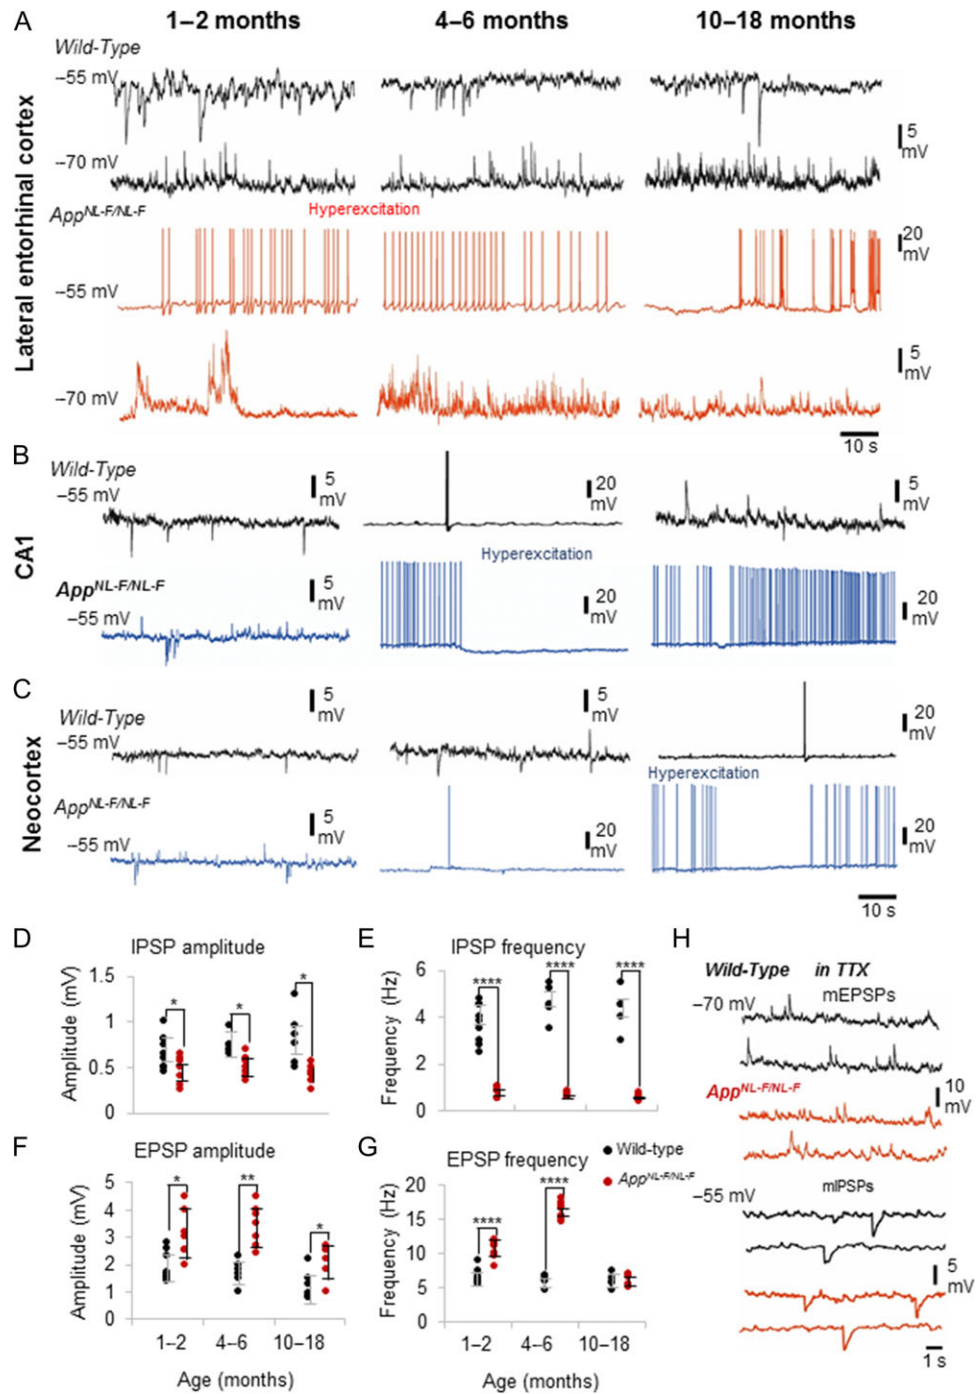 A
1–2 months
4–6 months
10–18 months
Lateral entorhinal cortex
Wild-Type
–55 mV
5
mV
–70 mV
App^NL-F/NL-F
Hyperexcitation
20
mV
–55 mV
5
mV
–70 mV
10 s
B
CA1
Wild-Type
–55 mV
5
mV
20
mV
5
mV
App^NL-F/NL-F
–55 mV
5
mV
Hyperexcitation
20
mV
20
mV
C
Neocortex
Wild-Type
–55 mV
5
mV
5
mV
20
mV
App^NL-F/NL-F
–55 mV
5
mV
20
mV
Hyperexcitation
20
mV
10 s
D
IPSP amplitude
Amplitude (mV)
1.5
1
0.5
0
*
*
*
E
IPSP frequency
Frequency (Hz)
6
4
2
0
****
****
****
F
EPSP amplitude
Amplitude (mV)
5
4
3
2
1
0
*
**
*
1–2
4–6
10–18
Age (months)
G
EPSP frequency
Wild-type
App^NL-F/NL-F
Frequency (Hz)
20
15
10
5
0
****
****
1–2
4–6
10–18
Age (months)
H
Wild-Type in TTX
–70 mV
mEPSPs
App^NL-F/NL-F
10
mV
–55 mV
mIPSPs
5
mV
1 s